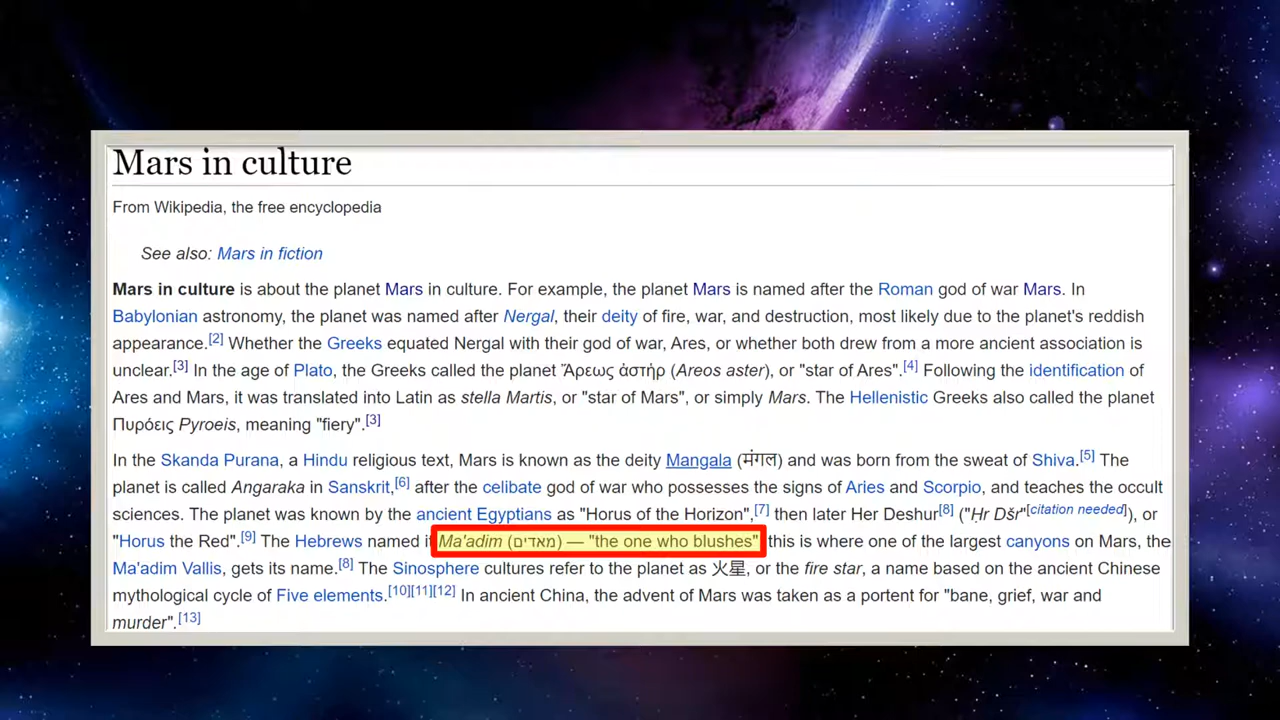 Mars in culture
From Wikipedia, the free encyclopedia
See also: Mars in fiction
Mars in culture is about the planet Mars in culture. For example, the planet Mars is named after the Roman god of war Mars. In
Babylonian astronomy, the planet was named after Nergal, their deity of fire, war, and destruction, most likely due to the planet's reddish
appearance.[2] Whether the Greeks equated Nergal with their god of war, Ares, or whether both drew from a more ancient association is
unclear.[3] In the age of Plato, the Greeks called the planet Ἄρεως ἀστήρ (Areos aster), or "star of Ares".[4] Following the identification of
Ares and Mars, it was translated into Latin as stella Martis, or "star of Mars", or simply Mars. The Hellenistic Greeks also called the planet
Πυρόεις Pyroeis, meaning "fiery".[3]
In the Skanda Purana, a Hindu religious text, Mars is known as the deity Mangala (मंगल) and was born from the sweat of Shiva.[5] The
planet is called Angaraka in Sanskrit,[6] after the celibate god of war who possesses the signs of Aries and Scorpio, and teaches the occult
sciences. The planet was known by the ancient Egyptians as "Horus of the Horizon",[7] then later Her Deshur[8] ("Ḥr Dšr"[citation needed]), or
"Horus the Red".[9] The Hebrews named it Ma'adim (מאדים) — "the one who blushes" this is where one of the largest canyons on Mars, the
Ma'adim Vallis, gets its name.[8] The Sinosphere cultures refer to the planet as 火星, or the fire star, a name based on the ancient Chinese
mythological cycle of Five elements.[10][11][12] In ancient China, the advent of Mars was taken as a portent for "bane, grief, war and
murder".[13]